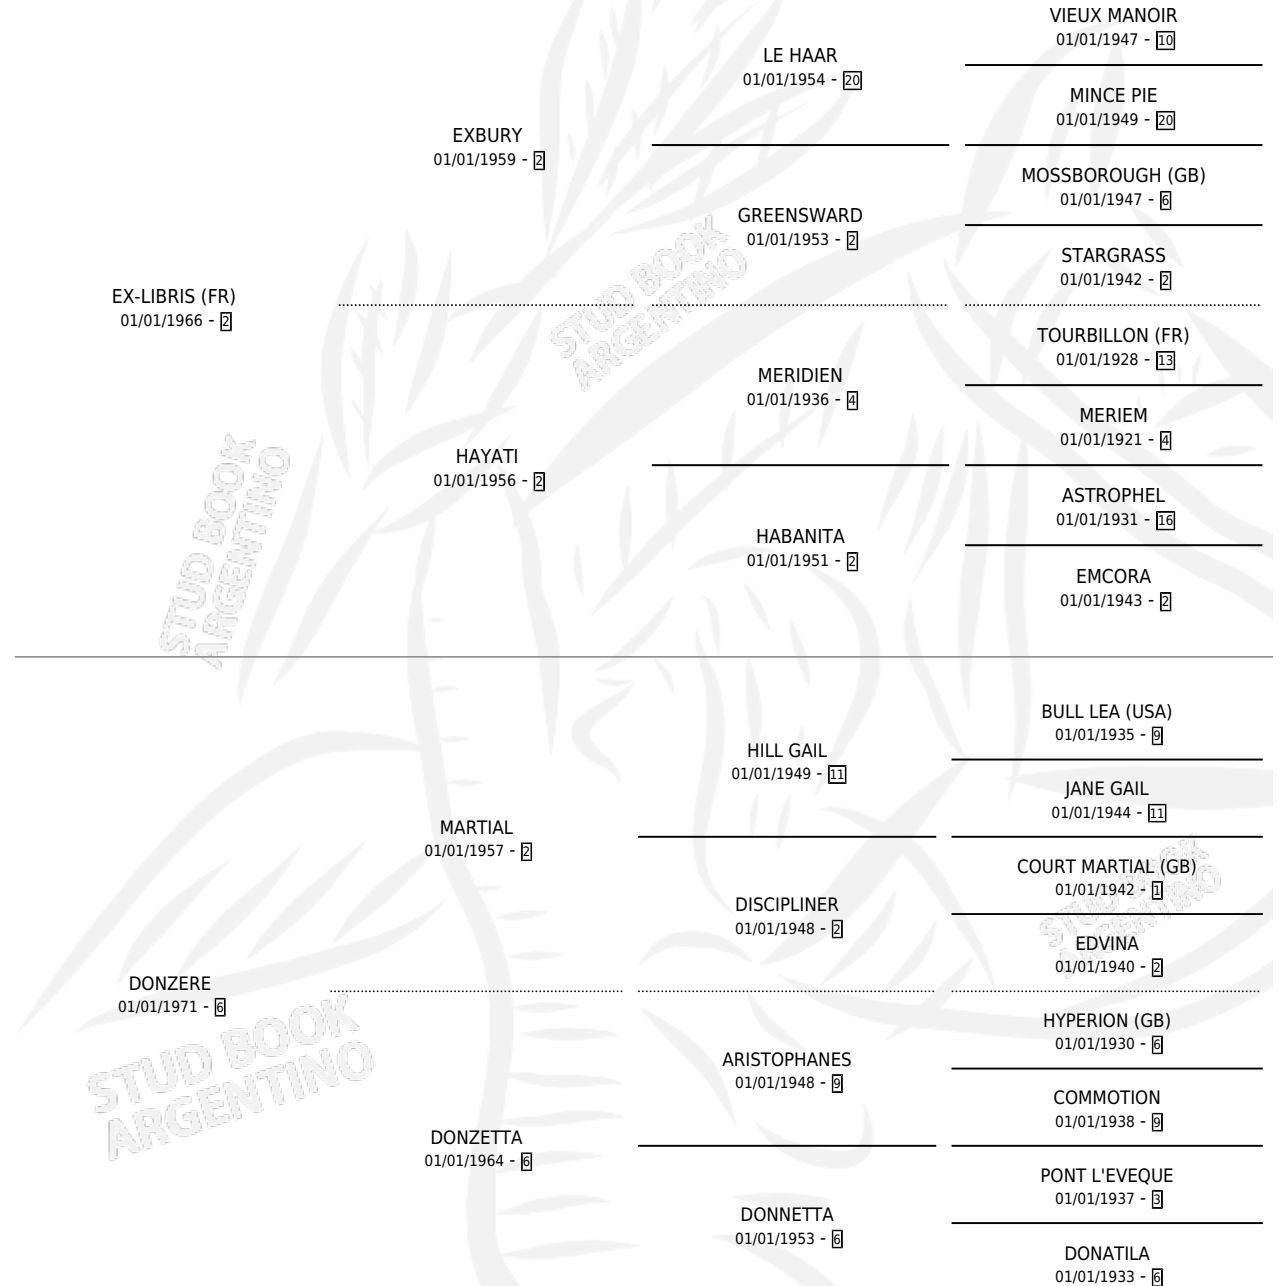 VIEUX MANOIR
01/01/1947 - 10
LE HAAR
01/01/1954 - 20
MINCE PIE
01/01/1949 - 20
EXBURY
01/01/1959 - 2
MOSSBOROUGH (GB)
01/01/1947 - 6
GREENSWARD
01/01/1953 - 2
STARGRASS
01/01/1942 - 2
EX-LIBRIS (FR)
01/01/1966 - 2
TOURBILLON (FR)
01/01/1928 - 13
MERIDIEN
01/01/1936 - 4
MERIEM
01/01/1921 - 4
HAYATI
01/01/1956 - 2
ASTROPHEL
01/01/1931 - 16
HABANITA
01/01/1951 - 2
EMCORA
01/01/1943 - 2
BULL LEA (USA)
01/01/1935 - 9
HILL GAIL
01/01/1949 - 11
JANE GAIL
01/01/1944 - 11
MARTIAL
01/01/1957 - 2
COURT MARTIAL (GB)
01/01/1942 - 1
DISCIPLINER
01/01/1948 - 2
EDVINA
01/01/1940 - 2
DONZERE
01/01/1971 - 6
HYPERION (GB)
01/01/1930 - 6
ARISTOPHANES
01/01/1948 - 9
COMMOTION
01/01/1938 - 9
DONZETTA
01/01/1964 - 6
PONT L'EVEQUE
01/01/1937 - 3
DONNETTA
01/01/1953 - 6
DONATILA
01/01/1933 - 6
STUD BOOK
ARGENTINO
STUD BOOK
ARGENTINO
STUD BOOK
ARGENTINO
STUD BOOK
ARGENTINO